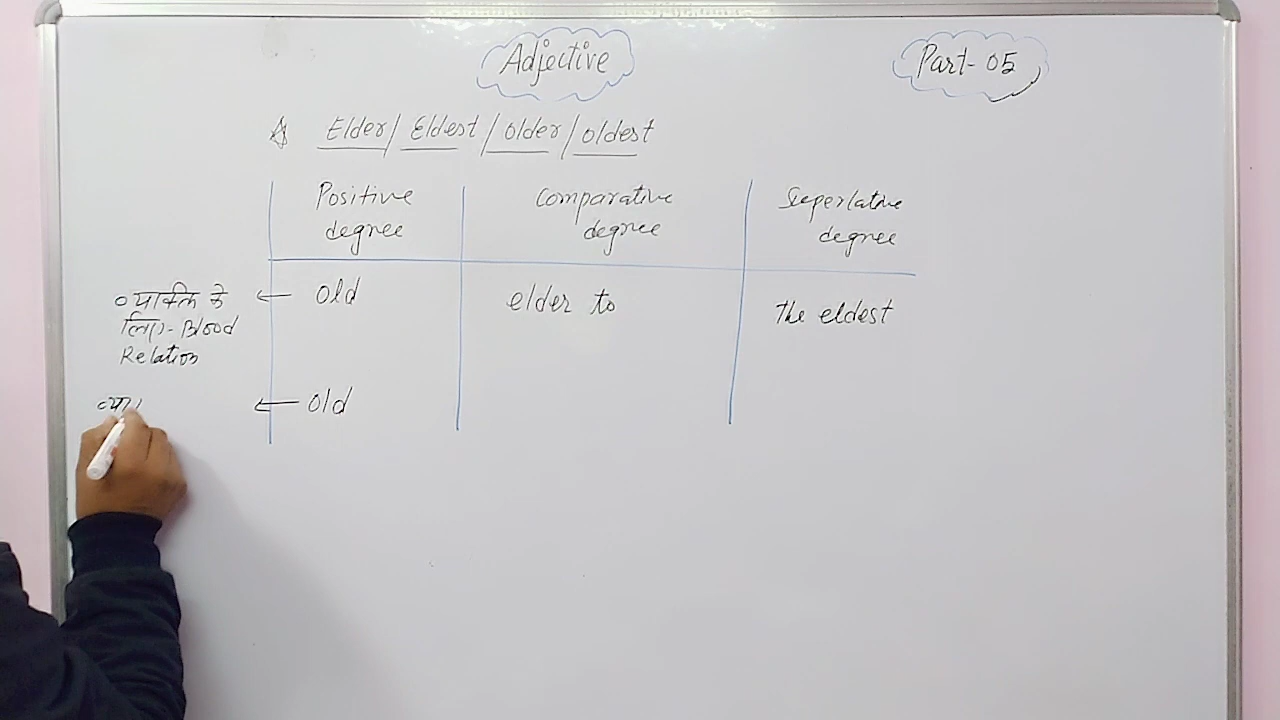 Adjective
Part-05
Elder/Eldest/Older/Oldest
Positive degree
Comparative degree
Superlative degree
व्यक्ति के
लिए-Blood
Relation
← old
elder to
The eldest
← old